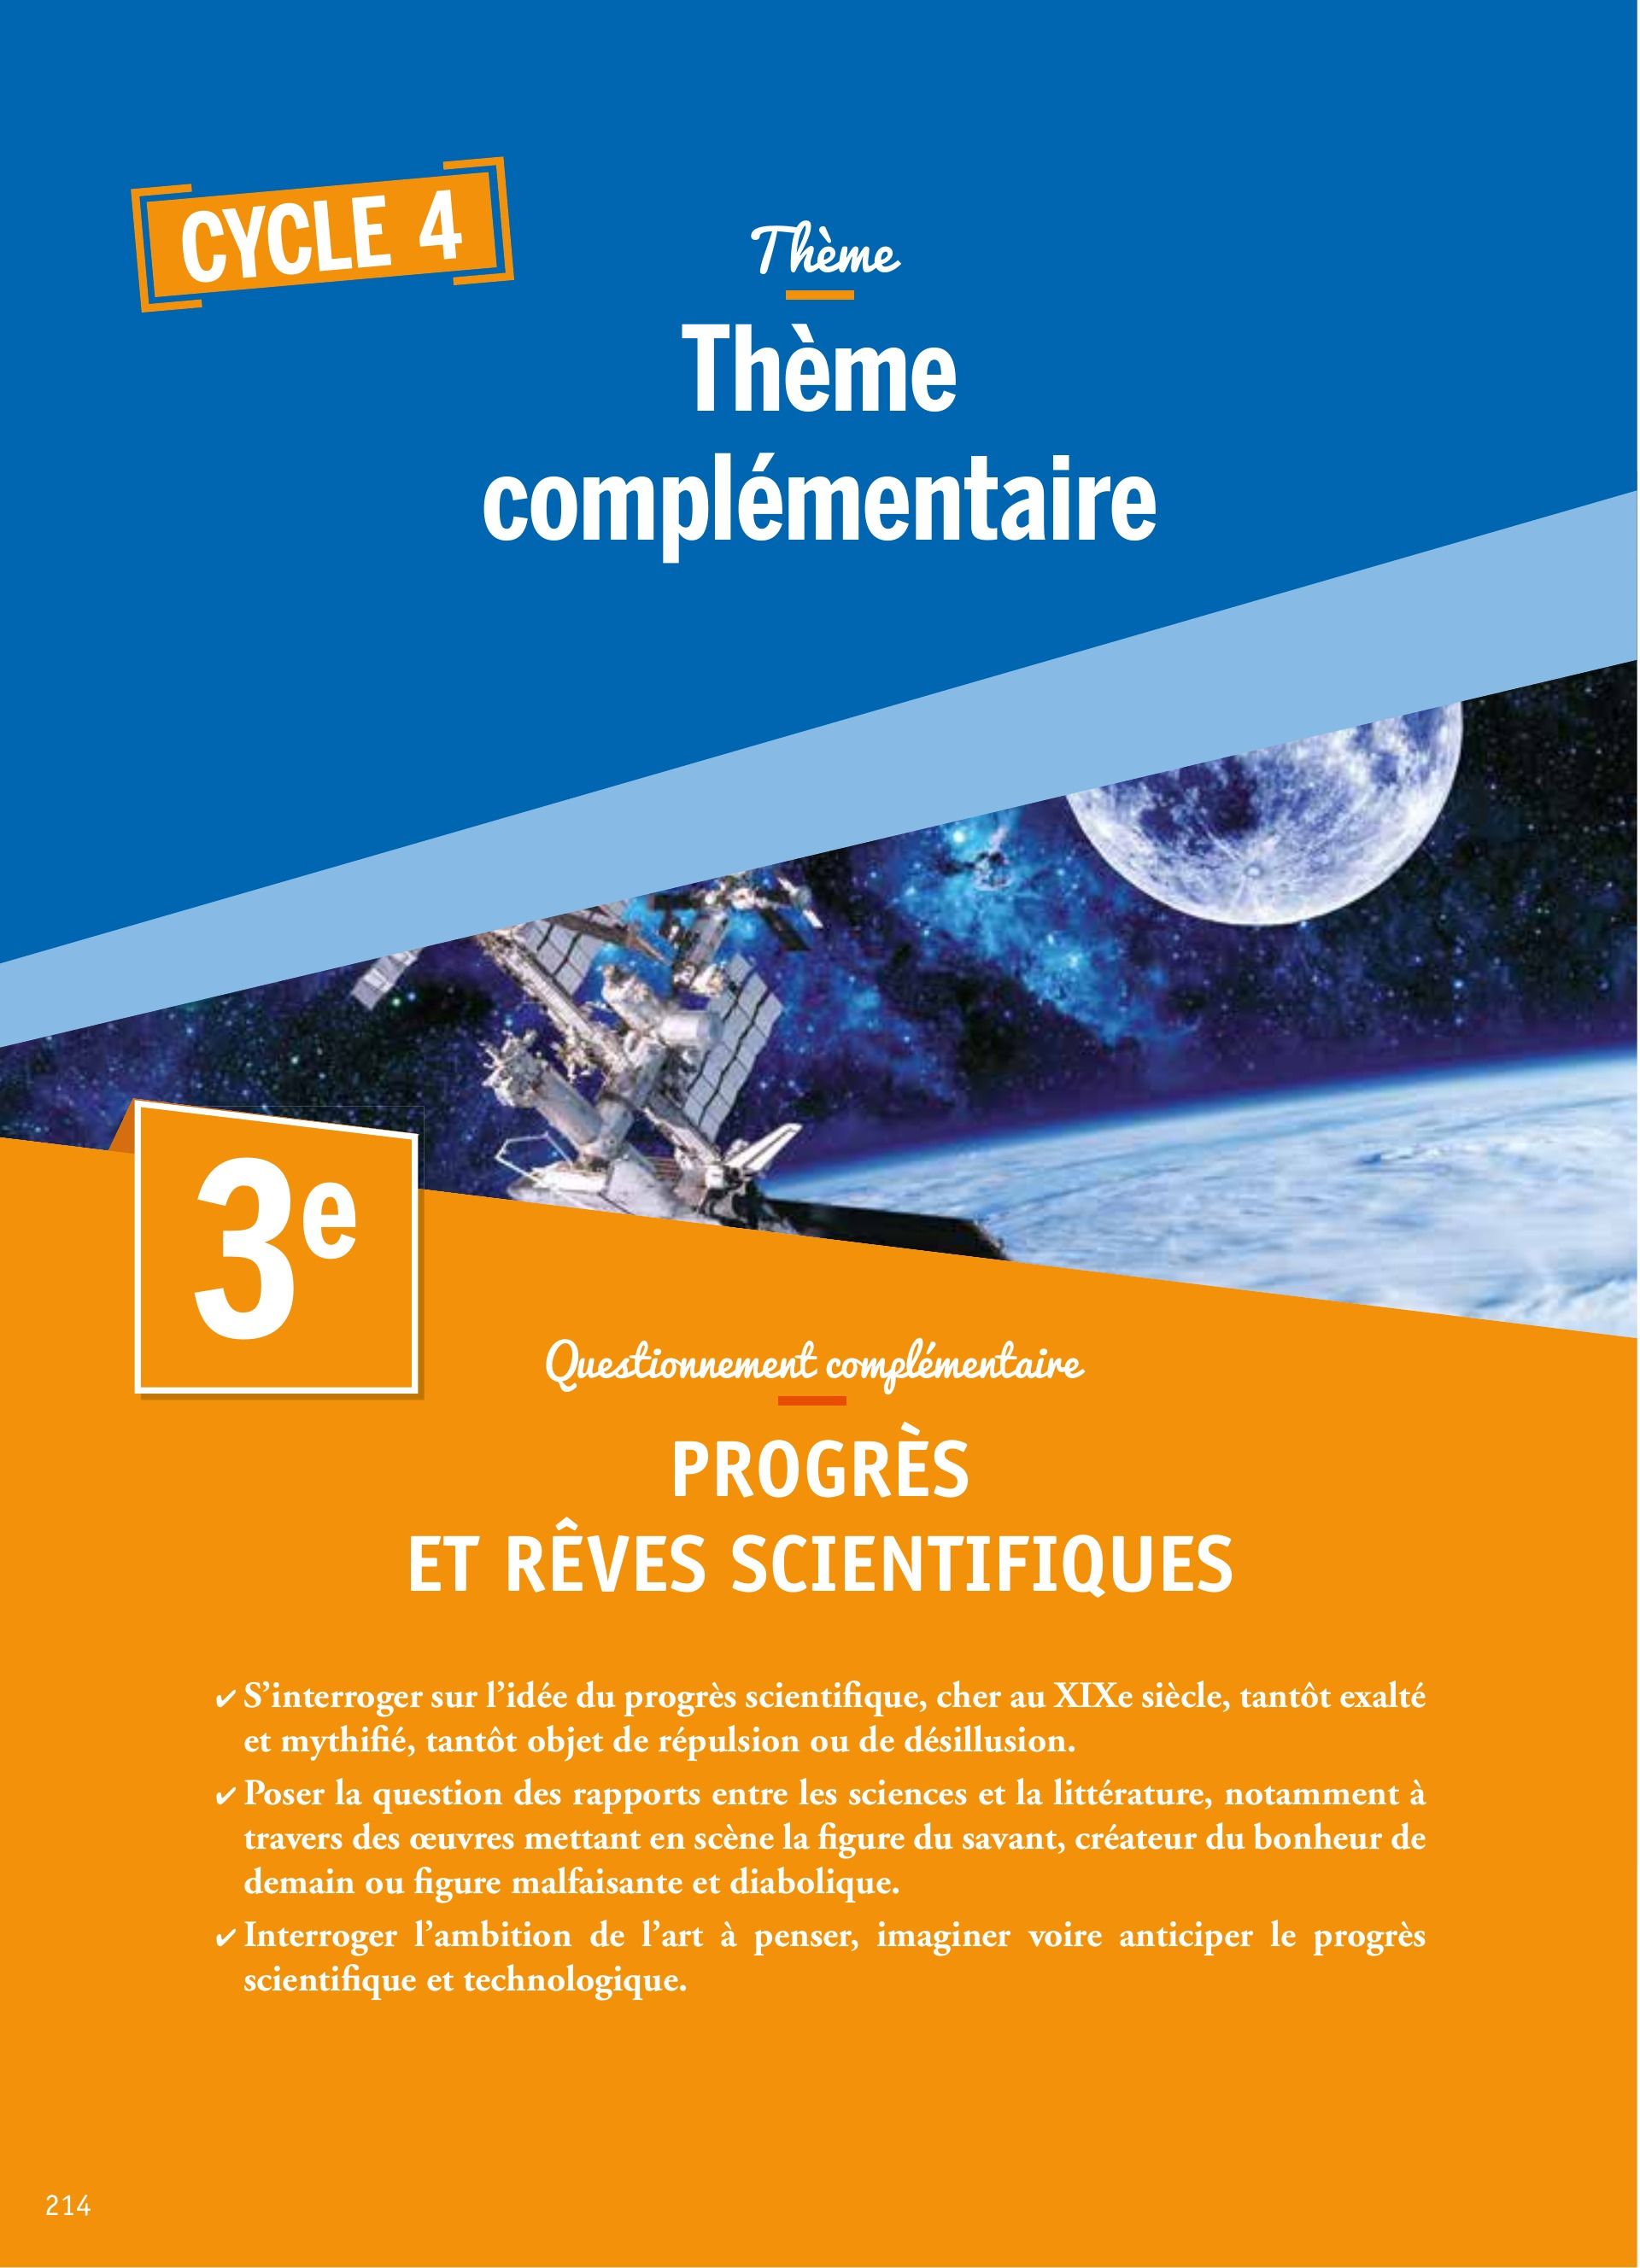 CYCLE 4
Thème
Thème
complémentaire
3e
Questionnement complémentaire
PROGRÈS
ET RÊVES SCIENTIFIQUES
✔ S’interroger sur l’idée du progrès scientifique, cher au XIXe siècle, tantôt exalté
et mythifié, tantôt objet de répulsion ou de désillusion.
✔ Poser la question des rapports entre les sciences et la littérature, notamment à
travers des œuvres mettant en scène la figure du savant, créateur du bonheur de
demain ou figure malfaisante et diabolique.
✔ Interroger l’ambition de l’art à penser, imaginer voire anticiper le progrès
scientifique et technologique.
214